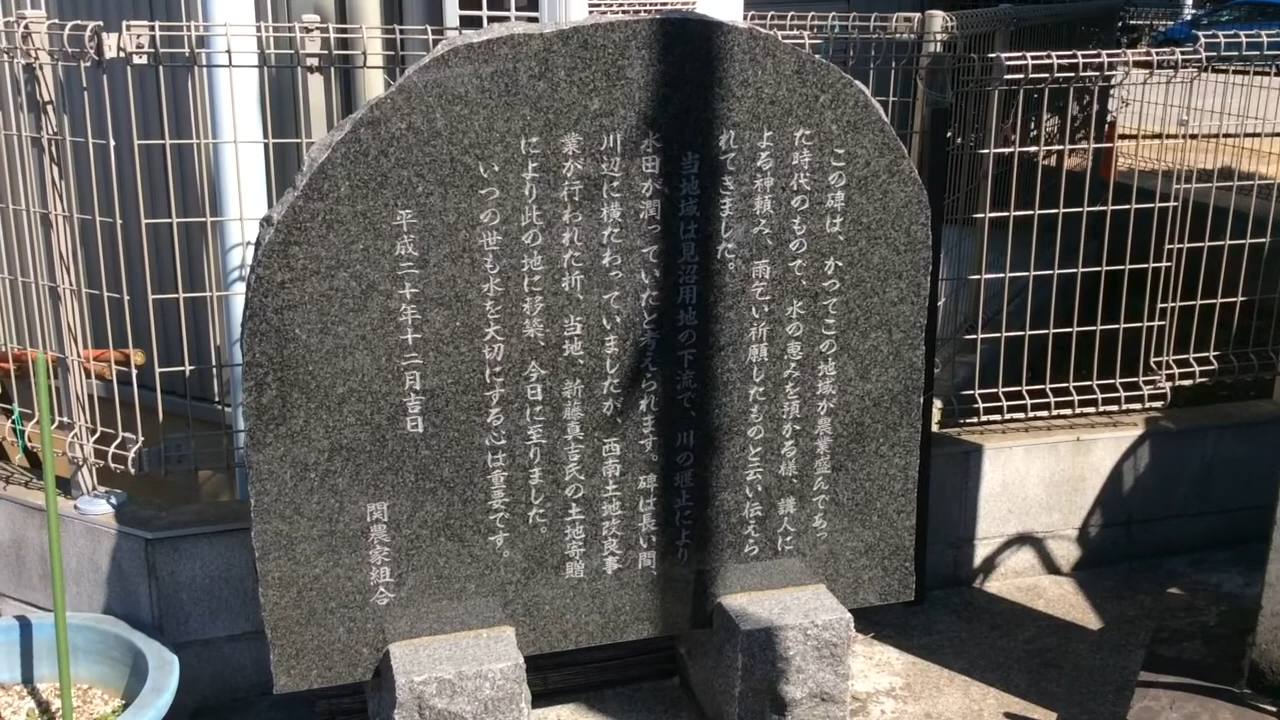 この碑は、かつてこの地域が農業盛んであっ
た時代のもので、水の恵みを預かる様、講人に
よる神頼み、雨乞い祈願したものと云い伝えら
れてきました。
当地域は見沼用地の下流で、川の堰止により
水田が潤っていたと考えられます。碑は長い間、
川辺に横たわっていましたが、西南土地改良事
業が行われた折、当地、新藤真吉氏の土地寄贈
により此の地に移築、今日に至りました。
いつの世も水を大切にする心は重要です。
平成二十年十二月吉日
関農家組合